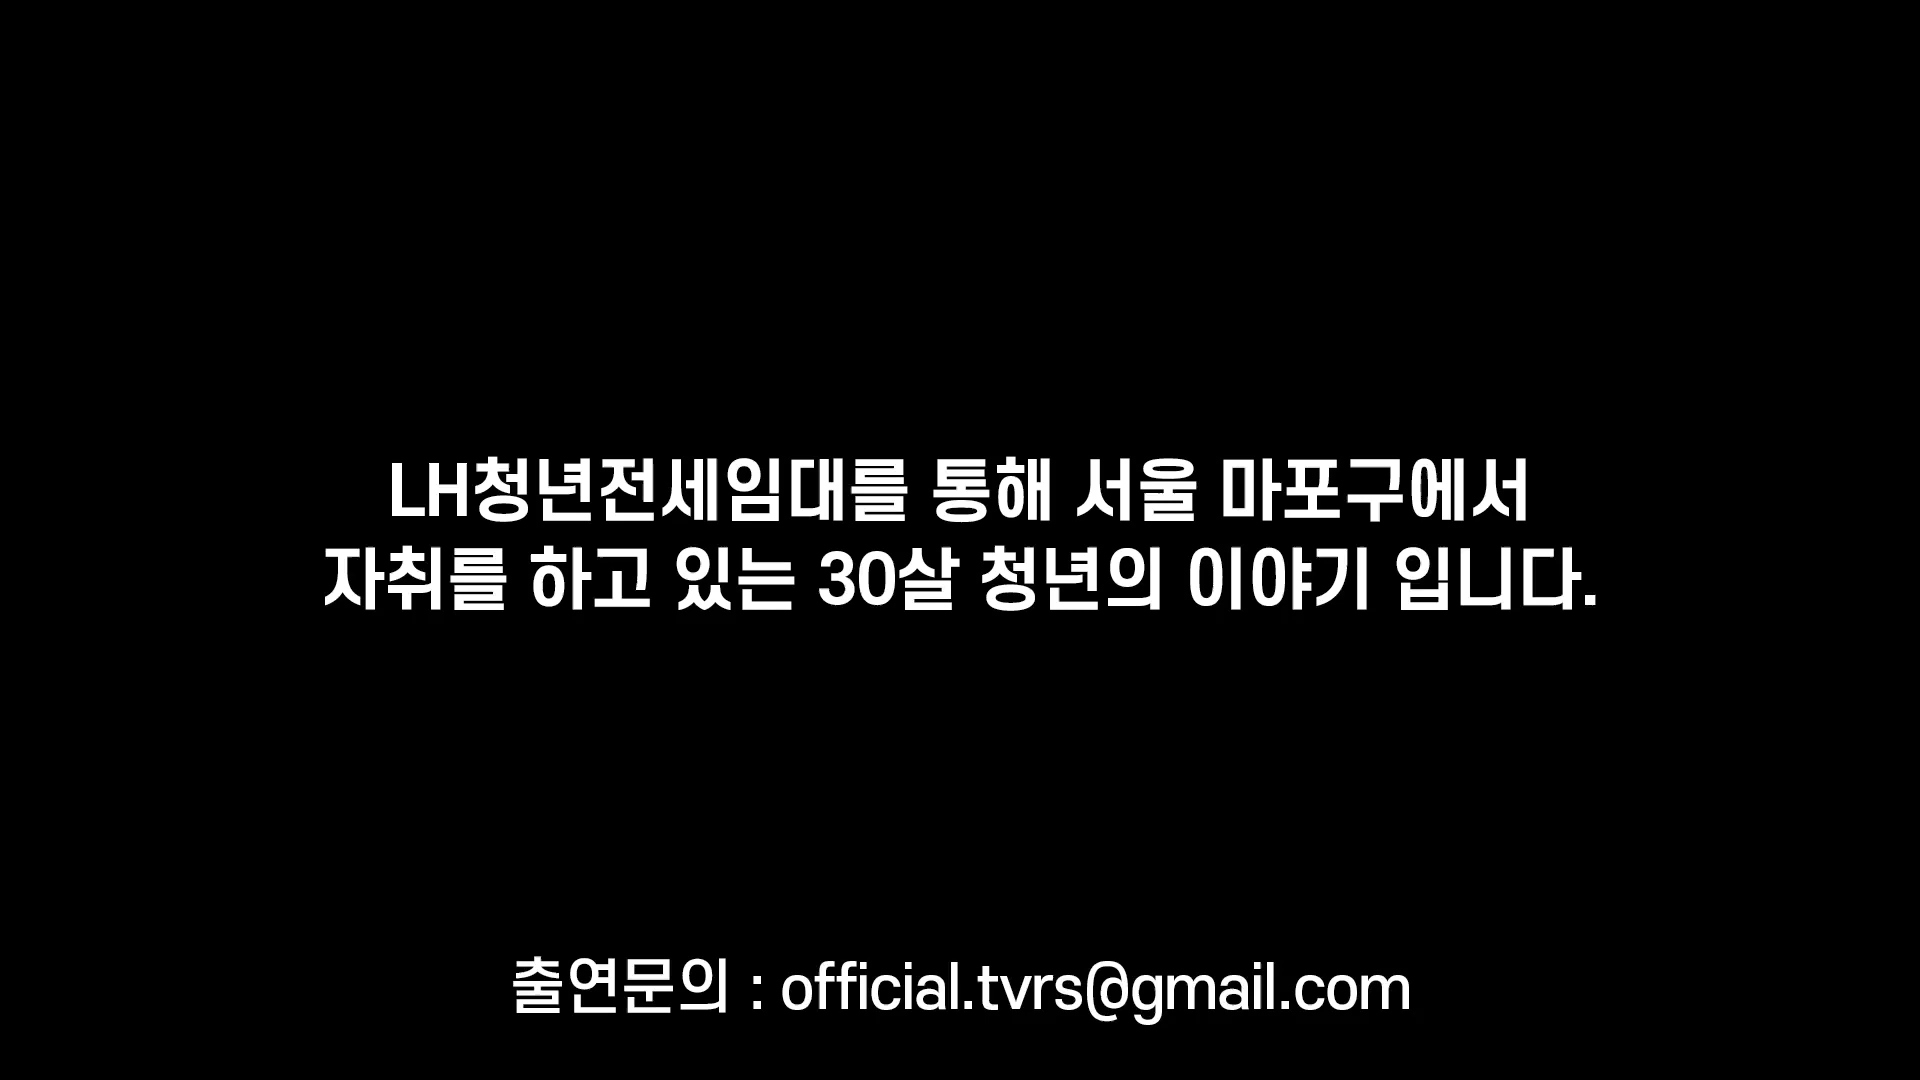 LH청년전세임대를 통해 서울 마포구에서
자취를 하고 있는 30살 청년의 이야기 입니다.
출연문의 : official.tvrs@gmail.com